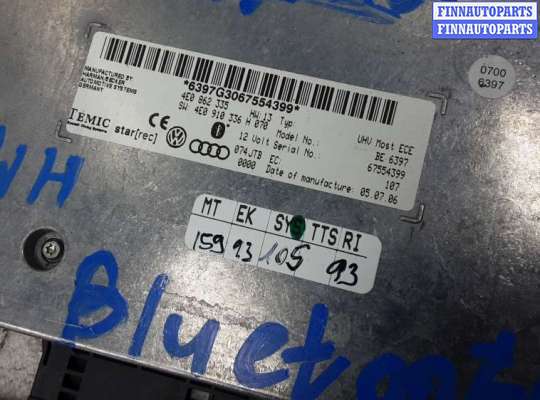 FINNAUTOPARTS
FINNAUTOPARTS
0700
6397
MANUFACTURED BY
HARMAN/BECKER
AUTOMOTIVE SYSTEMS
GERMANY
*6397G3067554399*
4E0 862 335 HW:13 Typ UHV Most ECE
SW: 4E0 910 336 H 070 Model No.: BE 6397
12 Volt Serial No.: 67554399
074JTB EC: 107
0000 Date of manufacture: 05.07.06
TEMIC
star[rec]
CE
MT EK SYS TTS RI
159 93 105 93
WH
Bluetooth